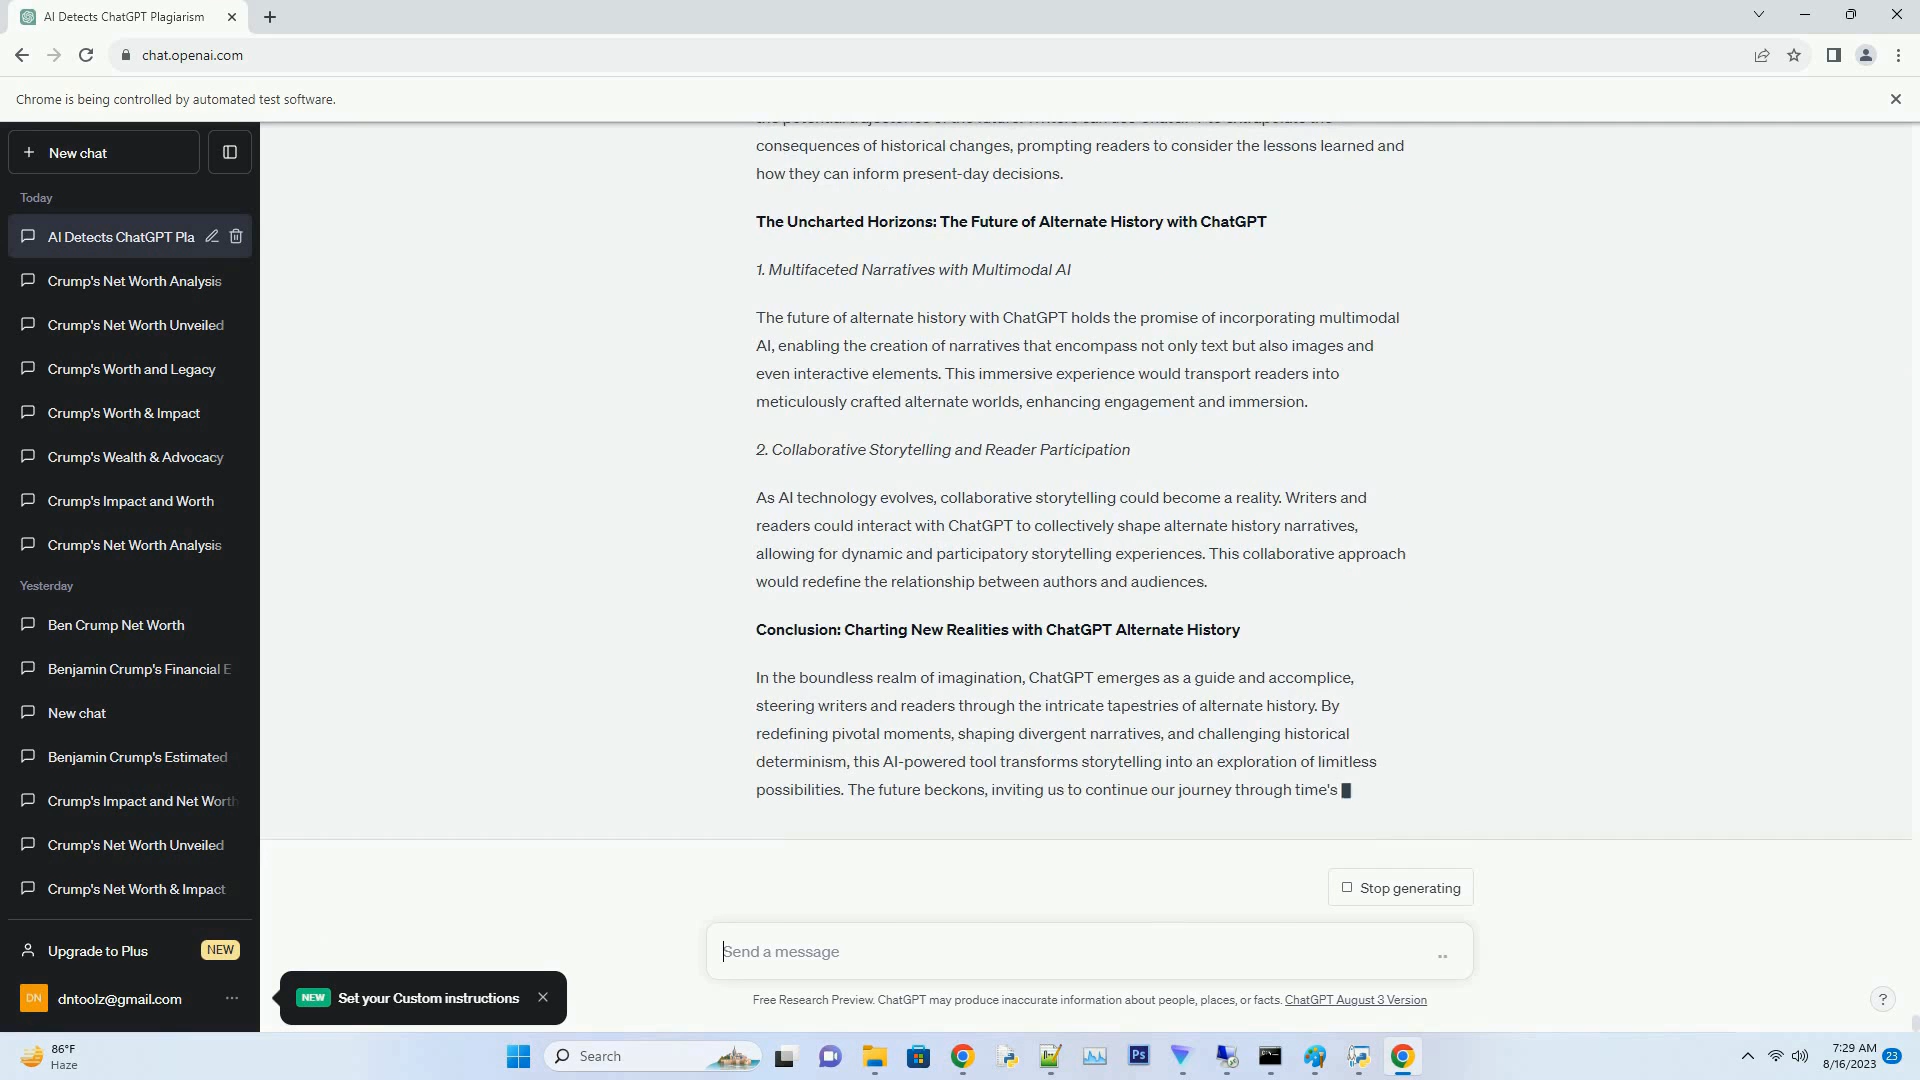 AI Detects ChatGPT Plagiarism
chat.openai.com
Chrome is being controlled by automated test software.
New chat
Today
AI Detects ChatGPT Pla
Crump's Net Worth Analysis
Crump's Net Worth Unveiled
Crump's Worth and Legacy
Crump's Worth & Impact
Crump's Wealth & Advocacy
Crump's Impact and Worth
Crump's Net Worth Analysis
Yesterday
Ben Crump Net Worth
Benjamin Crump's Financial E
New chat
Benjamin Crump's Estimated
Crump's Impact and Net Worth
Crump's Net Worth Unveiled
Crump's Net Worth & Impact
Upgrade to Plus NEW
DN dntoolz@gmail.com
consequences of historical changes, prompting readers to consider the lessons learned and
how they can inform present-day decisions.
The Uncharted Horizons: The Future of Alternate History with ChatGPT
1. Multifaceted Narratives with Multimodal AI
The future of alternate history with ChatGPT holds the promise of incorporating multimodal
AI, enabling the creation of narratives that encompass not only text but also images and
even interactive elements. This immersive experience would transport readers into
meticulously crafted alternate worlds, enhancing engagement and immersion.
2. Collaborative Storytelling and Reader Participation
As AI technology evolves, collaborative storytelling could become a reality. Writers and
readers could interact with ChatGPT to collectively shape alternate history narratives,
allowing for dynamic and participatory storytelling experiences. This collaborative approach
would redefine the relationship between authors and audiences.
Conclusion: Charting New Realities with ChatGPT Alternate History
In the boundless realm of imagination, ChatGPT emerges as a guide and accomplice,
steering writers and readers through the intricate tapestries of alternate history. By
redefining pivotal moments, shaping divergent narratives, and challenging historical
determinism, this AI-powered tool transforms storytelling into an exploration of limitless
possibilities. The future beckons, inviting us to continue our journey through time's
Stop generating
Send a message
NEW Set your Custom instructions
Free Research Preview. ChatGPT may produce inaccurate information about people, places, or facts. ChatGPT August 3 Version
?
86°F
Haze
Search
Ps
7:29 AM
8/16/2023
23